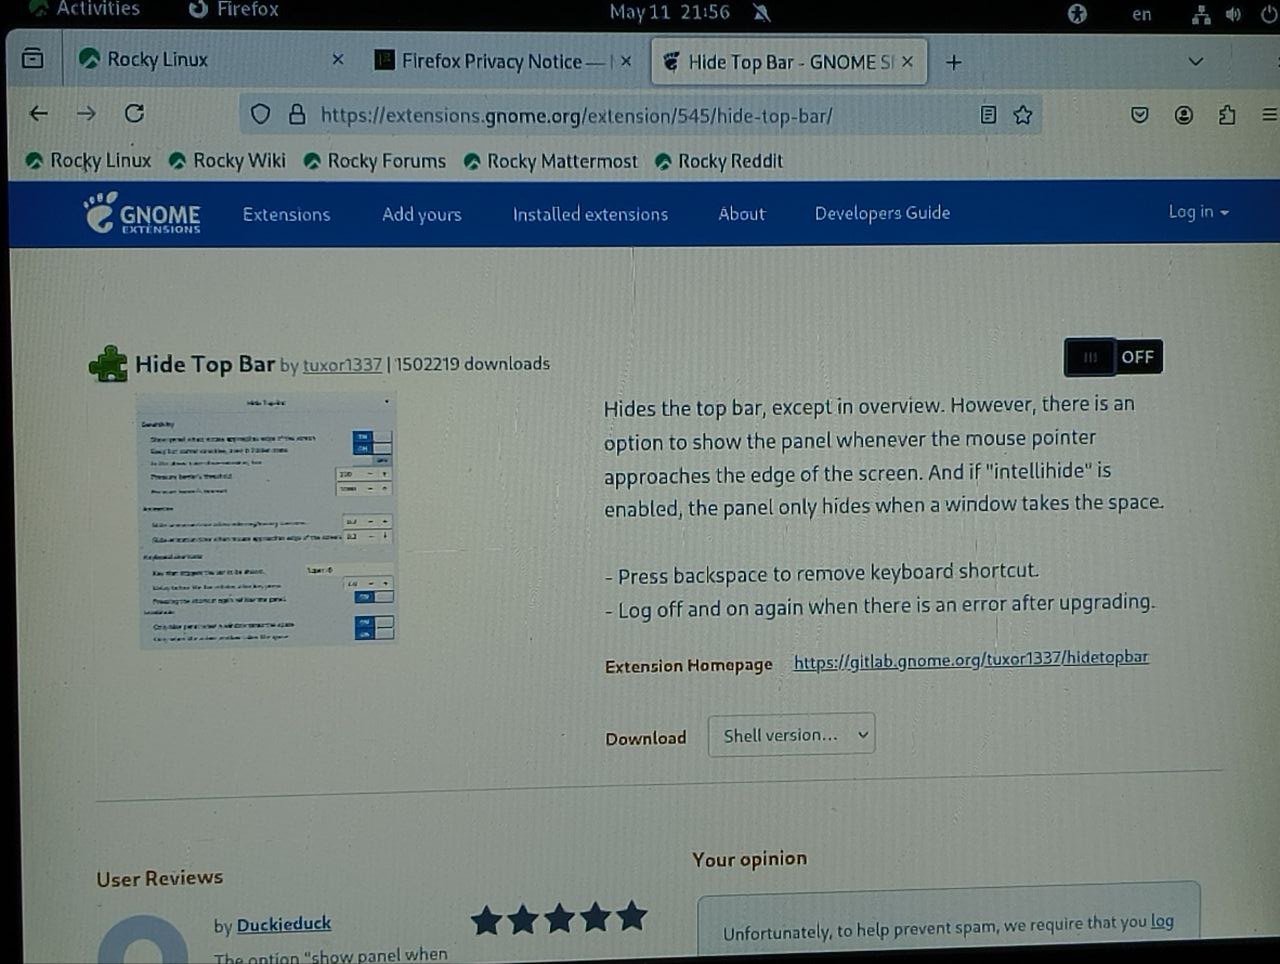 Activities Firefox May 11 21:56 en
Rocky Linux Firefox Privacy Notice — Hide Top Bar - GNOME S
https://extensions.gnome.org/extension/545/hide-top-bar/
Rocky Linux Rocky Wiki Rocky Forums Rocky Mattermost Rocky Reddit
GNOME EXTENSIONS Extensions Add yours Installed extensions About Developers Guide Log in
Hide Top Bar by tuxor1337 | 1502219 downloads
OFF
Hides the top bar, except in overview. However, there is an
option to show the panel whenever the mouse pointer
approaches the edge of the screen. And if "intellihide" is
enabled, the panel only hides when a window takes the space.
- Press backspace to remove keyboard shortcut.
- Log off and on again when there is an error after upgrading.
Extension Homepage https://gitlab.gnome.org/tuxor1337/hidetopbar
Download Shell version...
User Reviews
by Duckieduck
The option "show panel when
Your opinion
Unfortunately, to help prevent spam, we require that you log